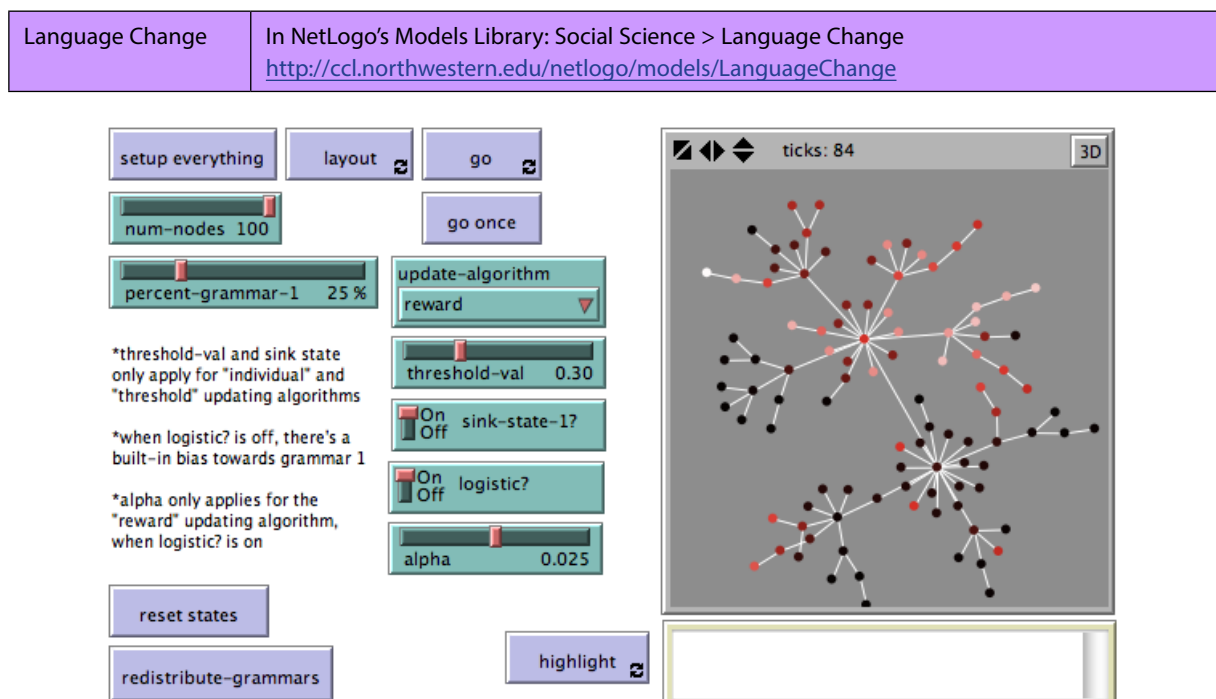 Language Change
In NetLogo's Models Library: Social Science > Language Change
http://ccl.northwestern.edu/netlogo/models/LanguageChange
setup everything
layout
go
num-nodes 100
go once
percent-grammar-1 25 %
update-algorithm
reward
*threshold-val and sink state
only apply for "individual" and
"threshold" updating algorithms
*when logistic? is off, there's a
built-in bias towards grammar 1
*alpha only applies for the
"reward" updating algorithm,
when logistic? is on
threshold-val 0.30
On
Off
sink-state-1?
On
Off
logistic?
alpha 0.025
reset states
redistribute-grammars
highlight
ticks: 84
3D